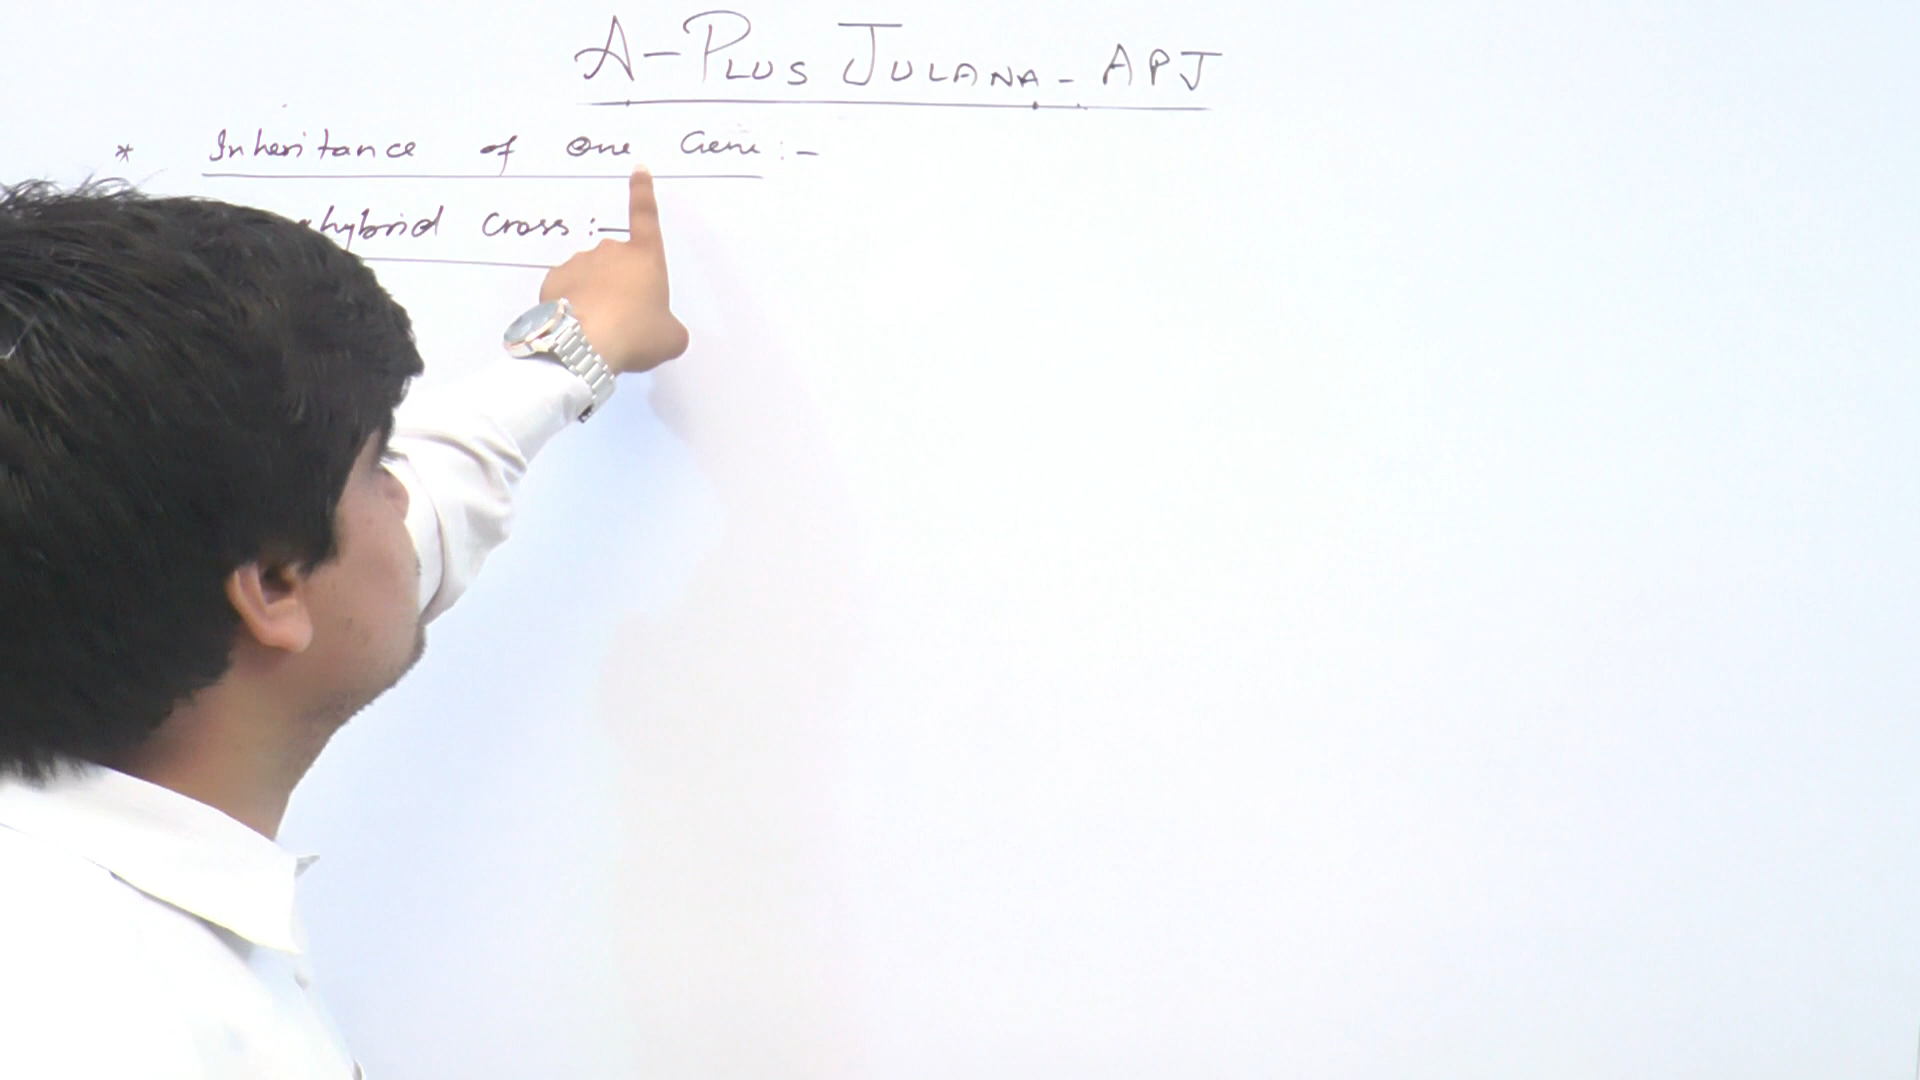 A-PLUS JULANA - APJ
* Inheritance of One Gene :-
hybrid Cross :-